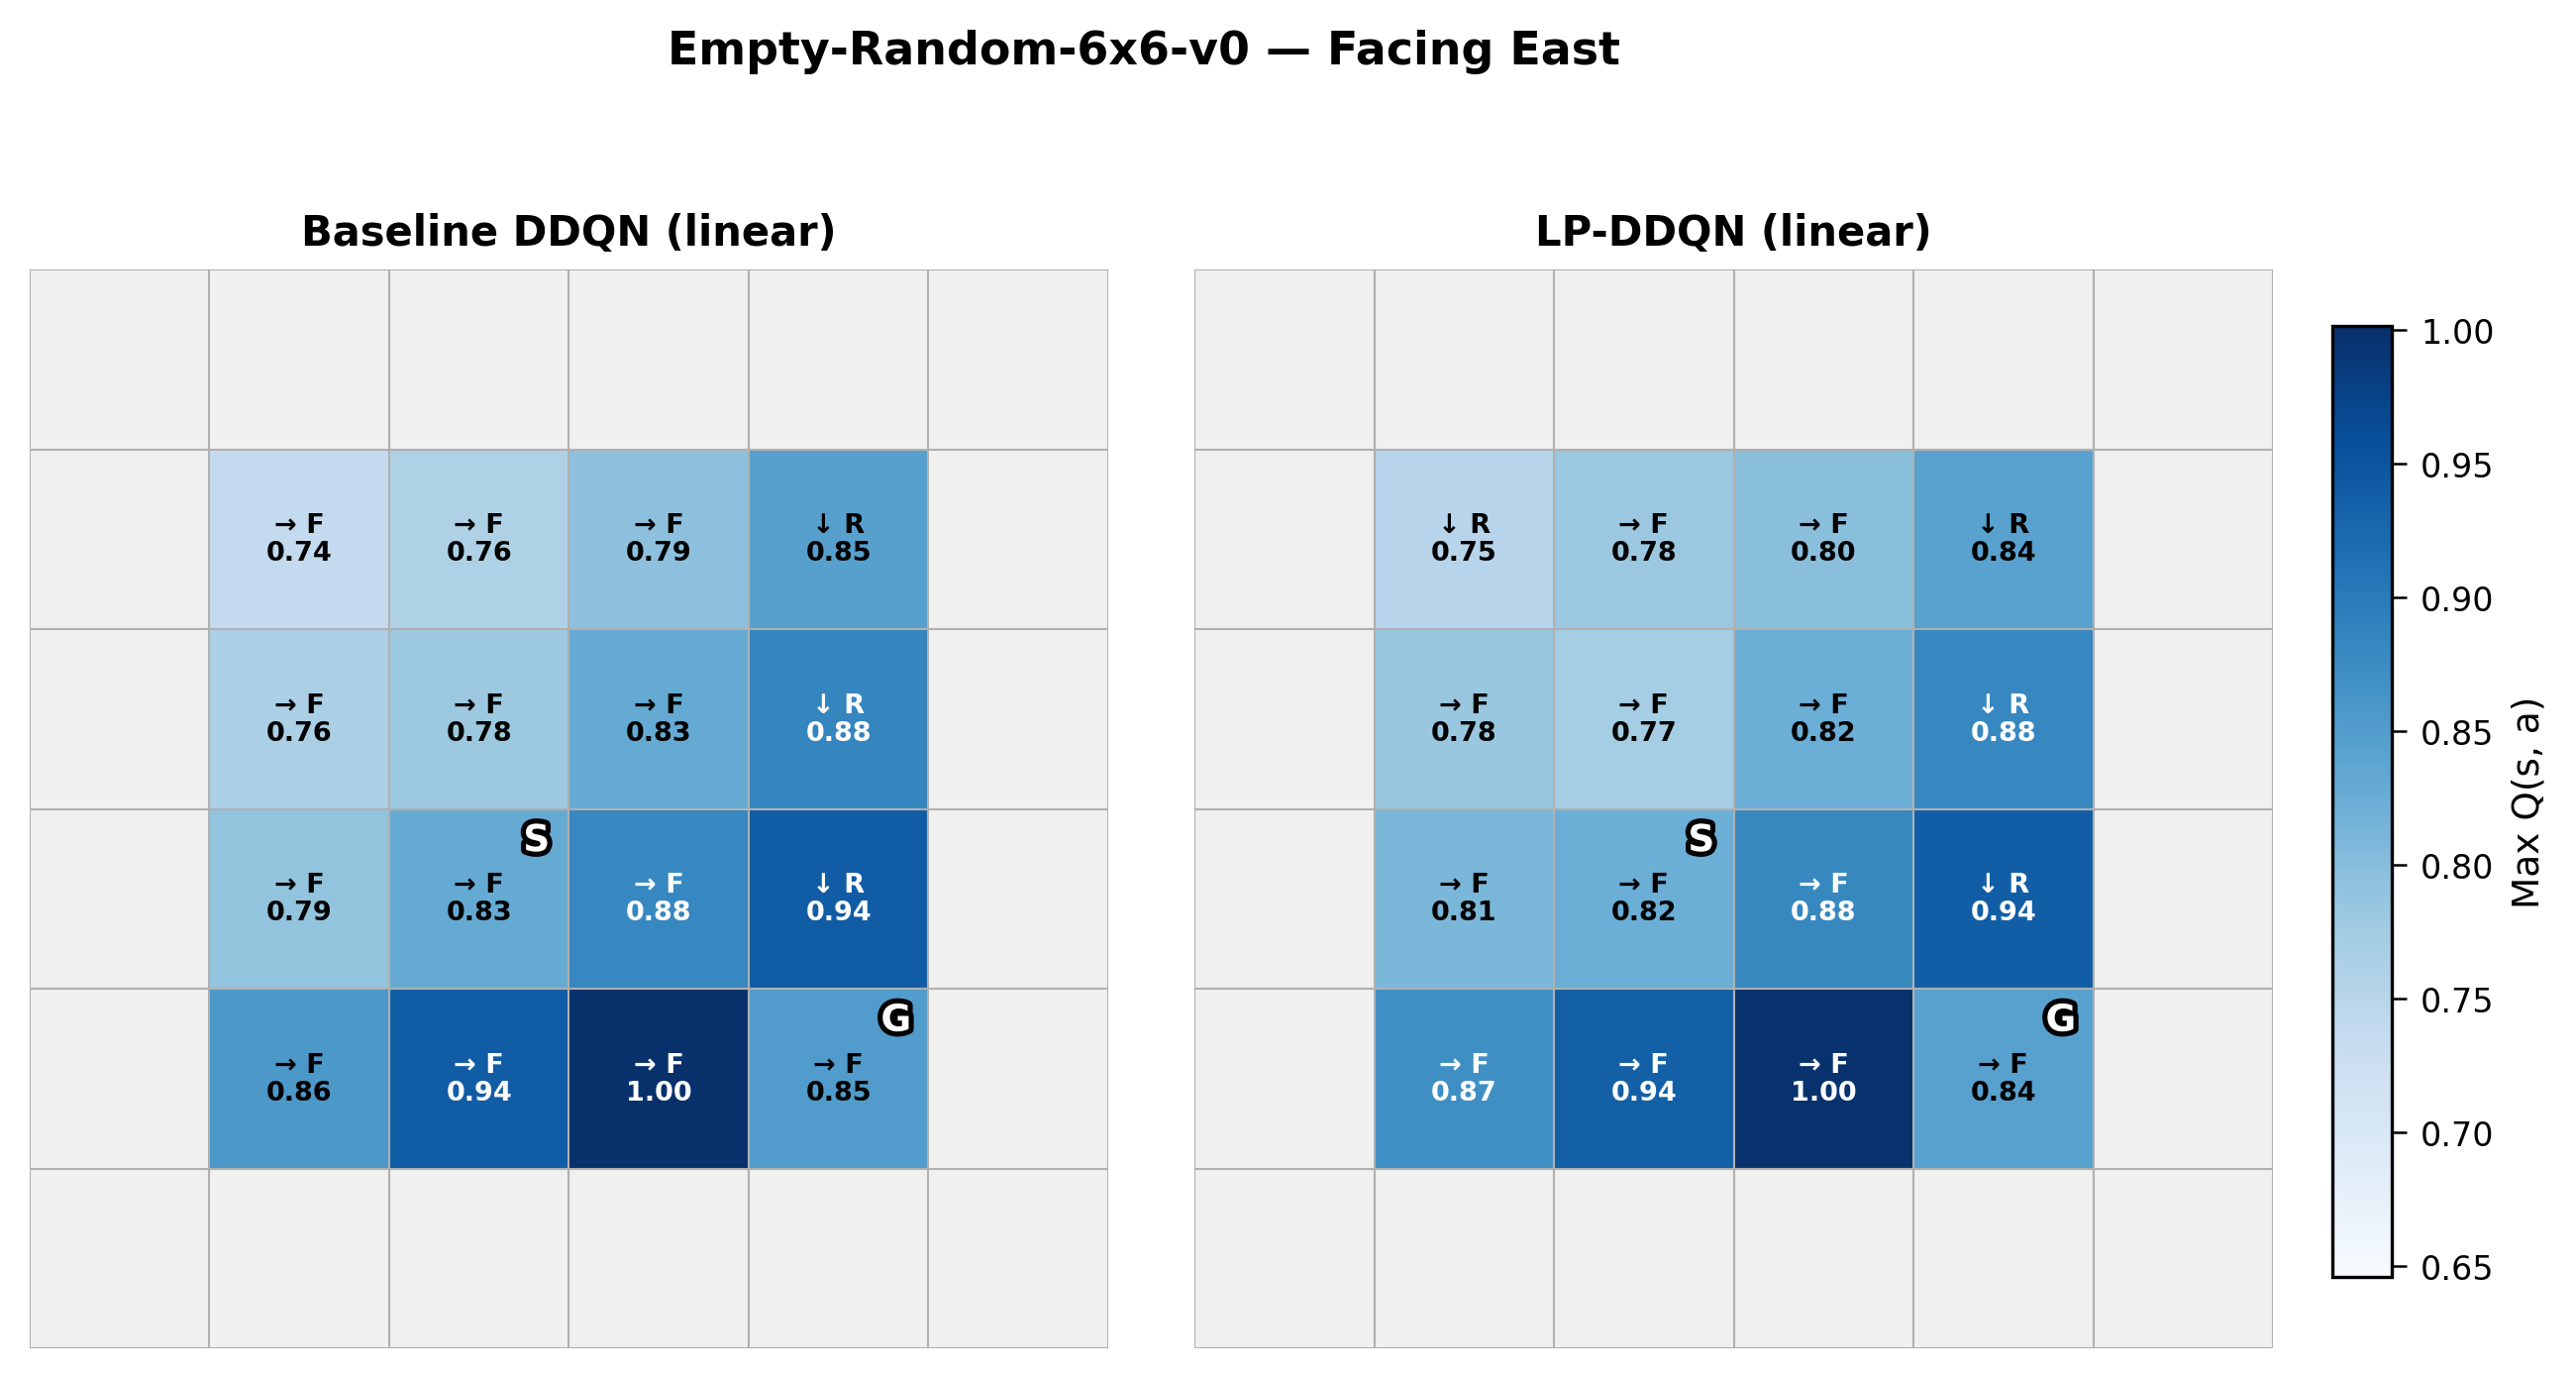 Empty-Random-6x6-v0 — Facing East
Baseline DDQN (linear)
→ F → F → F ↓ R
0.74 0.76 0.79 0.85
→ F → F → F ↓ R
0.76 0.78 0.83 0.88
S
→ F → F → F ↓ R
0.79 0.83 0.88 0.94
G
→ F → F → F → F
0.86 0.94 1.00 0.85
LP-DDQN (linear)
↓ R → F → F ↓ R
0.75 0.78 0.80 0.84
→ F → F → F ↓ R
0.78 0.77 0.82 0.88
S
→ F → F → F ↓ R
0.81 0.82 0.88 0.94
G
→ F → F → F → F
0.87 0.94 1.00 0.84
1.00
0.95
0.90
0.85
0.80
0.75
0.70
0.65
Max Q(s, a)